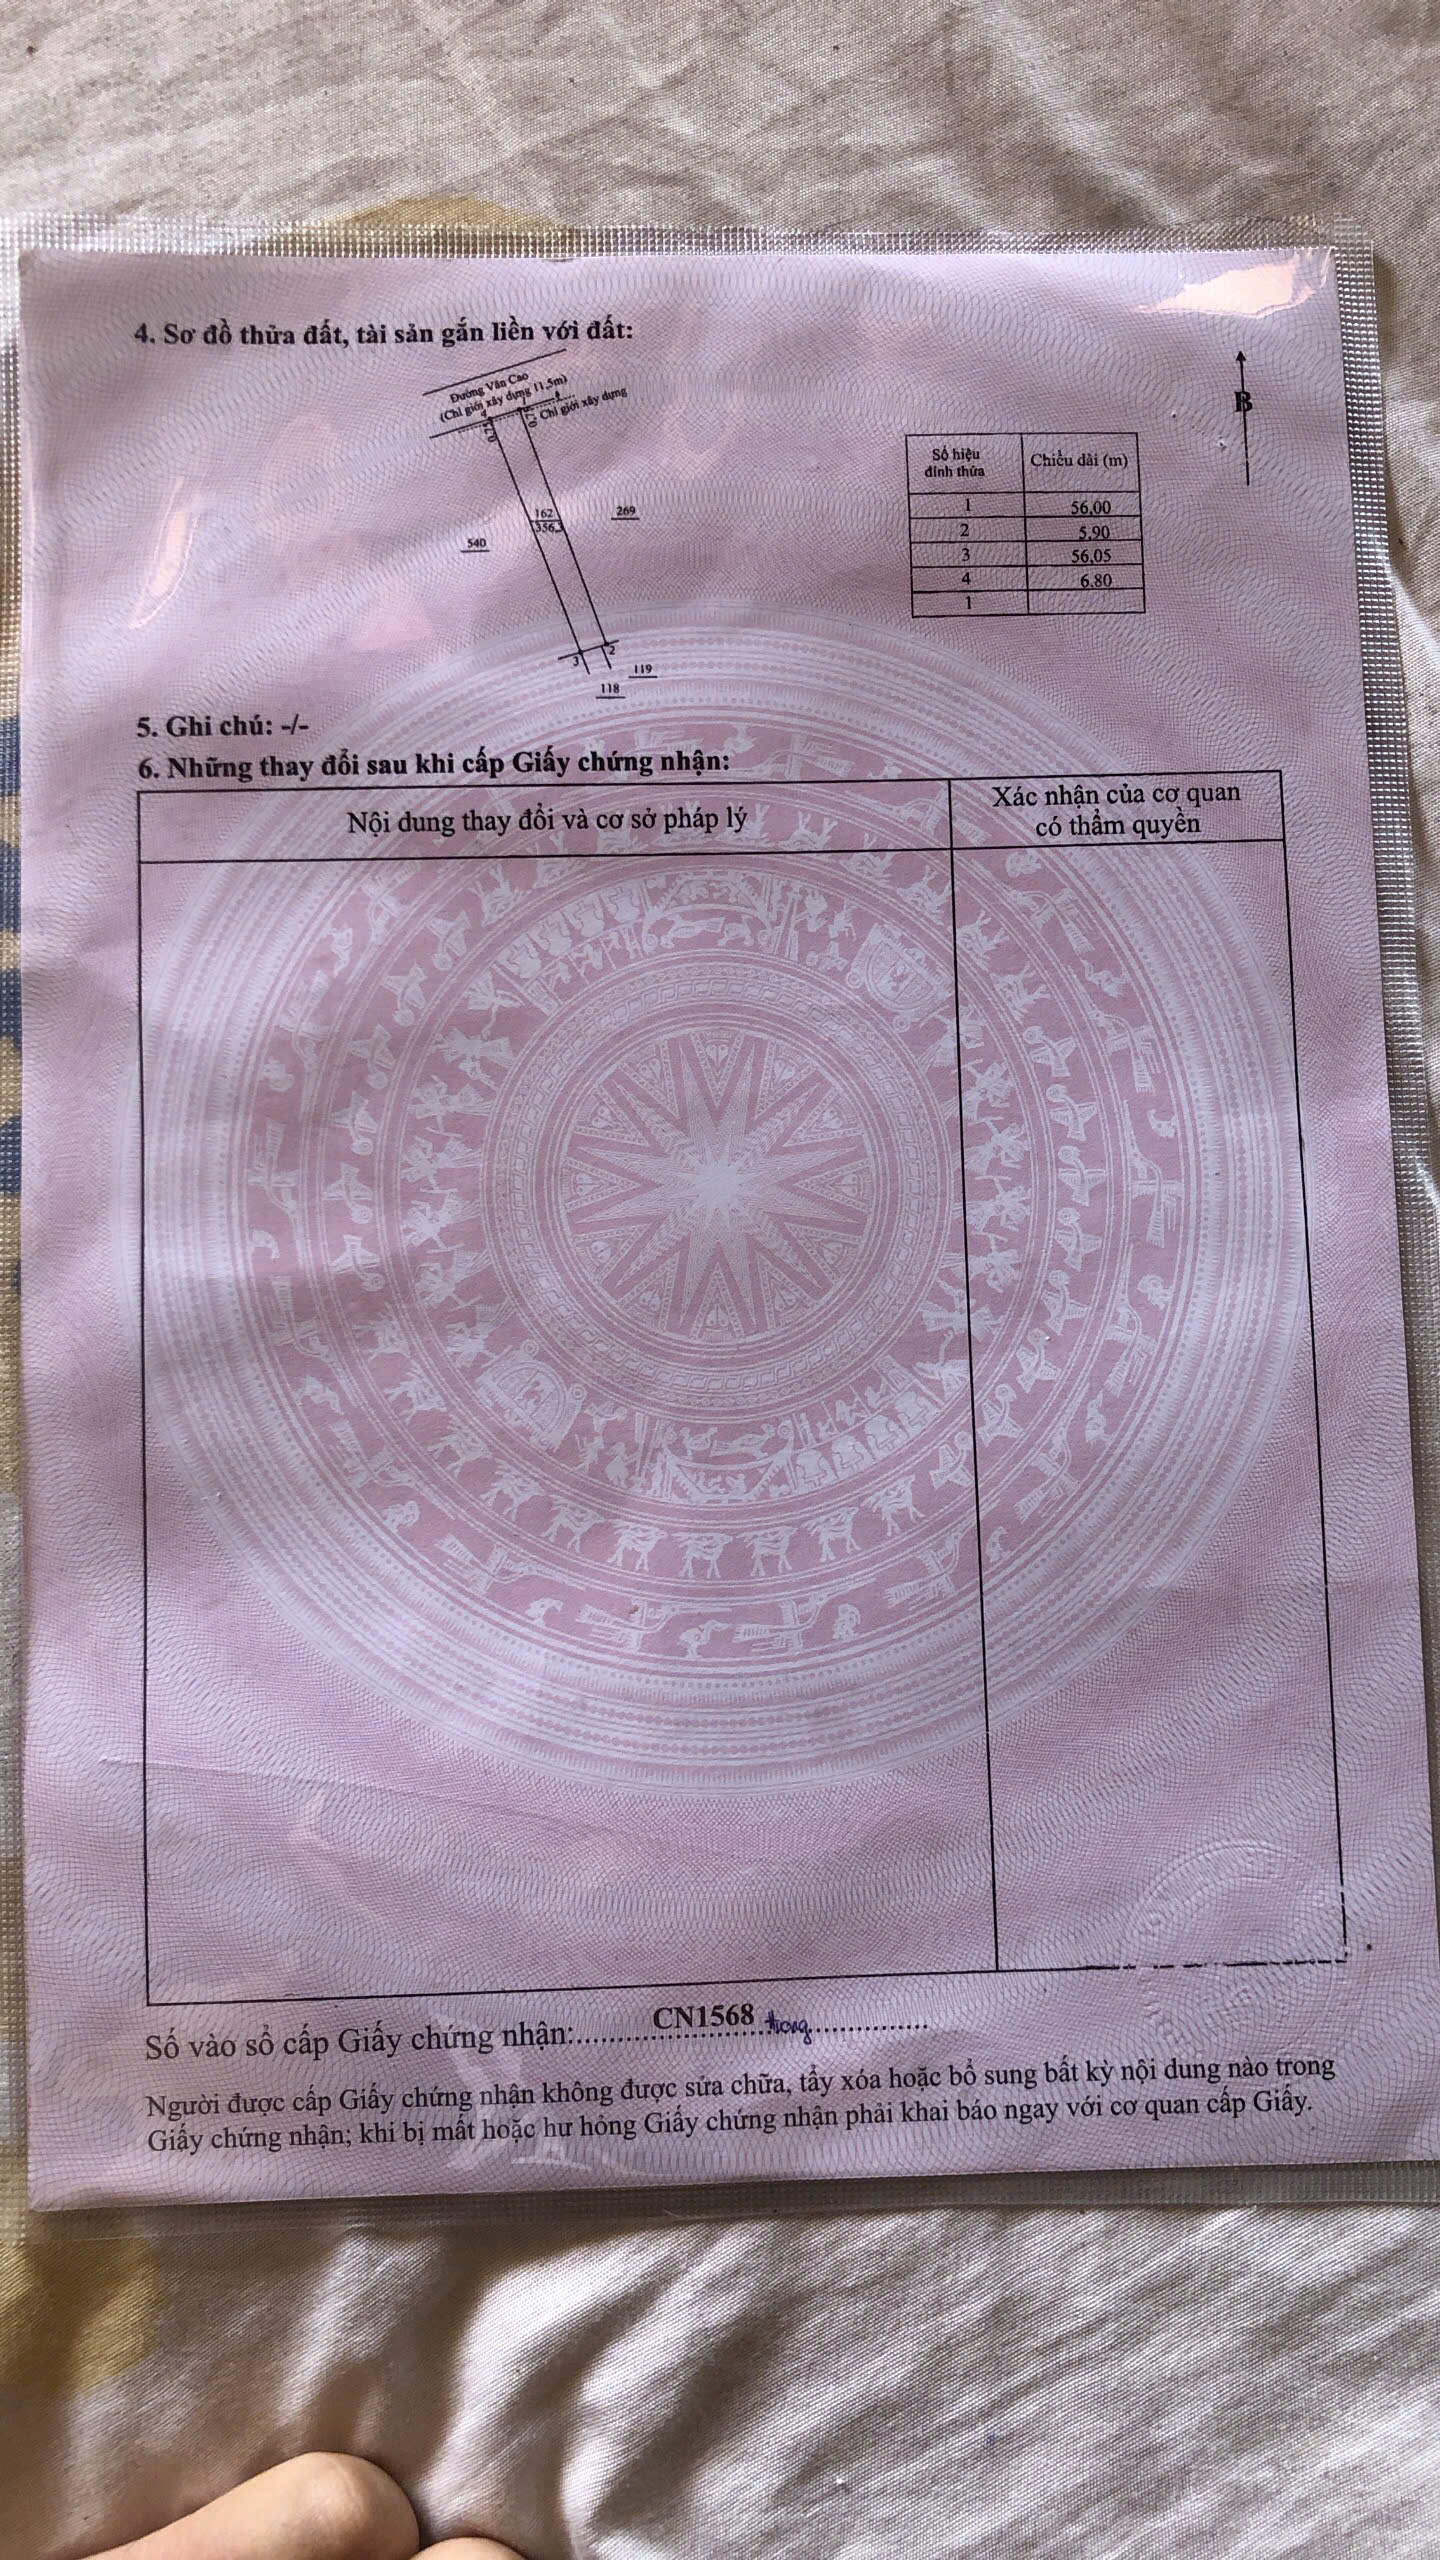 4. Sơ đồ thửa đất, tài sản gắn liền với đất:
Đường Văn Cao
(Chỉ giới xây dựng 11,5m)
Chỉ giới xây dựng
B
4
1
0,75
162
356,3
269
540
3
2
119
118
Số hiệu đỉnh thửa Chiều dài (m)
1 56,00
2 5,90
3 56,05
4 6,80
1
5. Ghi chú: -/-
6. Những thay đổi sau khi cấp Giấy chứng nhận:
Nội dung thay đổi và cơ sở pháp lý
Xác nhận của cơ quan
có thẩm quyền
Số vào sổ cấp Giấy chứng nhận: CN1568
Người được cấp Giấy chứng nhận không được sửa chữa, tẩy xóa hoặc bổ sung bất kỳ nội dung nào trong
Giấy chứng nhận; khi bị mất hoặc hư hỏng Giấy chứng nhận phải khai báo ngay với cơ quan cấp Giấy.